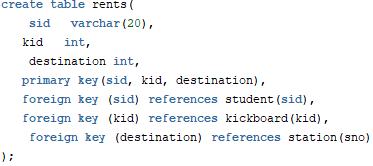 create table rents(
sid varchar(20),
kid int,
destination int,
primary key(sid, kid, destination),
foreign key (sid) references student(sid),
foreign key (kid) references kickboard(kid),
foreign key (destination) references station(sno)
);